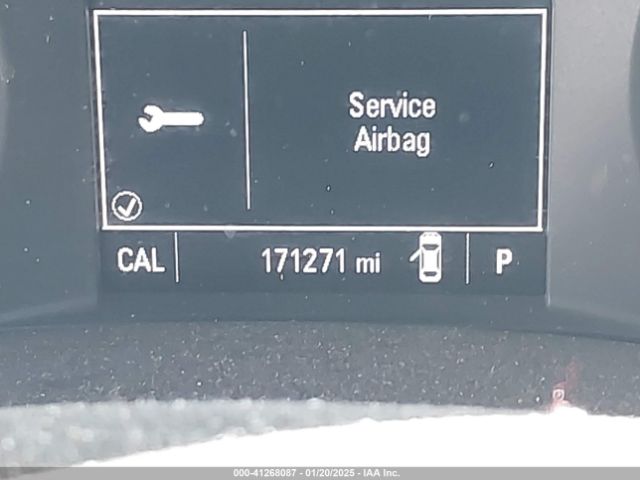 Service
Airbag
CAL 171271 mi P
000-41268087 - 01/20/2025 - IAA Inc.